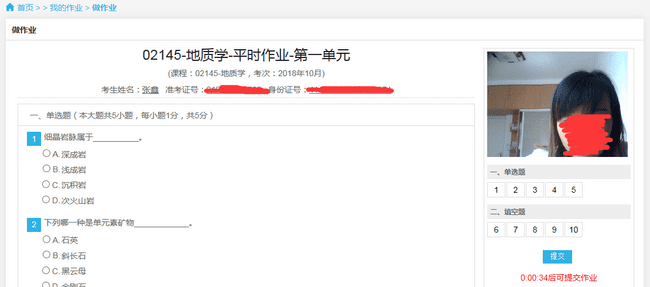 首页 > > 我的作业 > 做作业
做作业
02145-地质学-平时作业-第一单元
(课程：02145-地质学，考次：2018年10月)
考生姓名：张鑫 准考证号： 身份证号：
一、单选题（本大题共5小题，每小题1分，共5分）
1 细晶岩脉属于__________。
A. 深成岩
B. 浅成岩
C. 沉积岩
D. 次火山岩
2 下列哪一种是单元素矿物____________。
A. 石英
B. 斜长石
C. 黑云母
D. 金刚石
一、单选题
1 2 3 4 5
二、填空题
6 7 8 9 10
提交
0:00:34后可提交作业